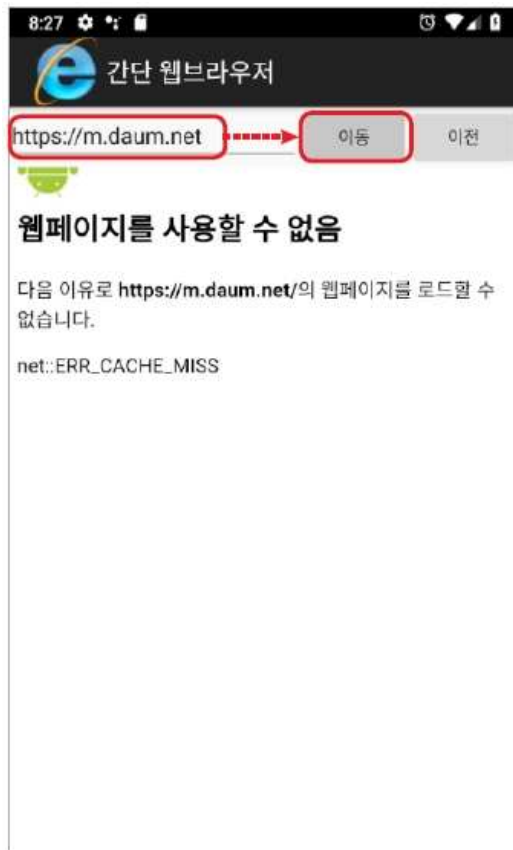 8:27
간단 웹브라우저
https://m.daum.net 이동 이전
웹페이지를 사용할 수 없음
다음 이유로 https://m.daum.net/의 웹페이지를 로드할 수
없습니다.
net::ERR_CACHE_MISS